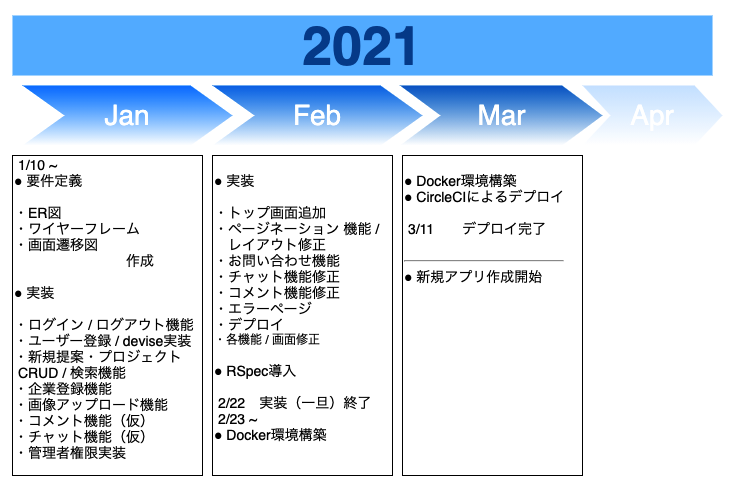 2021
Jan
Feb
Mar
Apr
1/10 ~
● 要件定義
・ER図
・ワイヤーフレーム
・画面遷移図
作成
● 実装
・ログイン / ログアウト機能
・ユーザー登録 / devise実装
・新規提案・プロジェクト
CRUD / 検索機能
・企業登録機能
・画像アップロード機能
・コメント機能（仮）
・チャット機能（仮）
・管理者権限実装
● 実装
・トップ画面追加
・ページネーション 機能 /
レイアウト修正
・お問い合わせ機能
・チャット機能修正
・コメント機能修正
・エラーページ
・デプロイ
・各機能 / 画面修正
● RSpec導入
2/22　実装（一旦）終了
2/23 ~
● Docker環境構築
● Docker環境構築
● CircleCIによるデプロイ
3/11　　デプロイ完了
● 新規アプリ作成開始